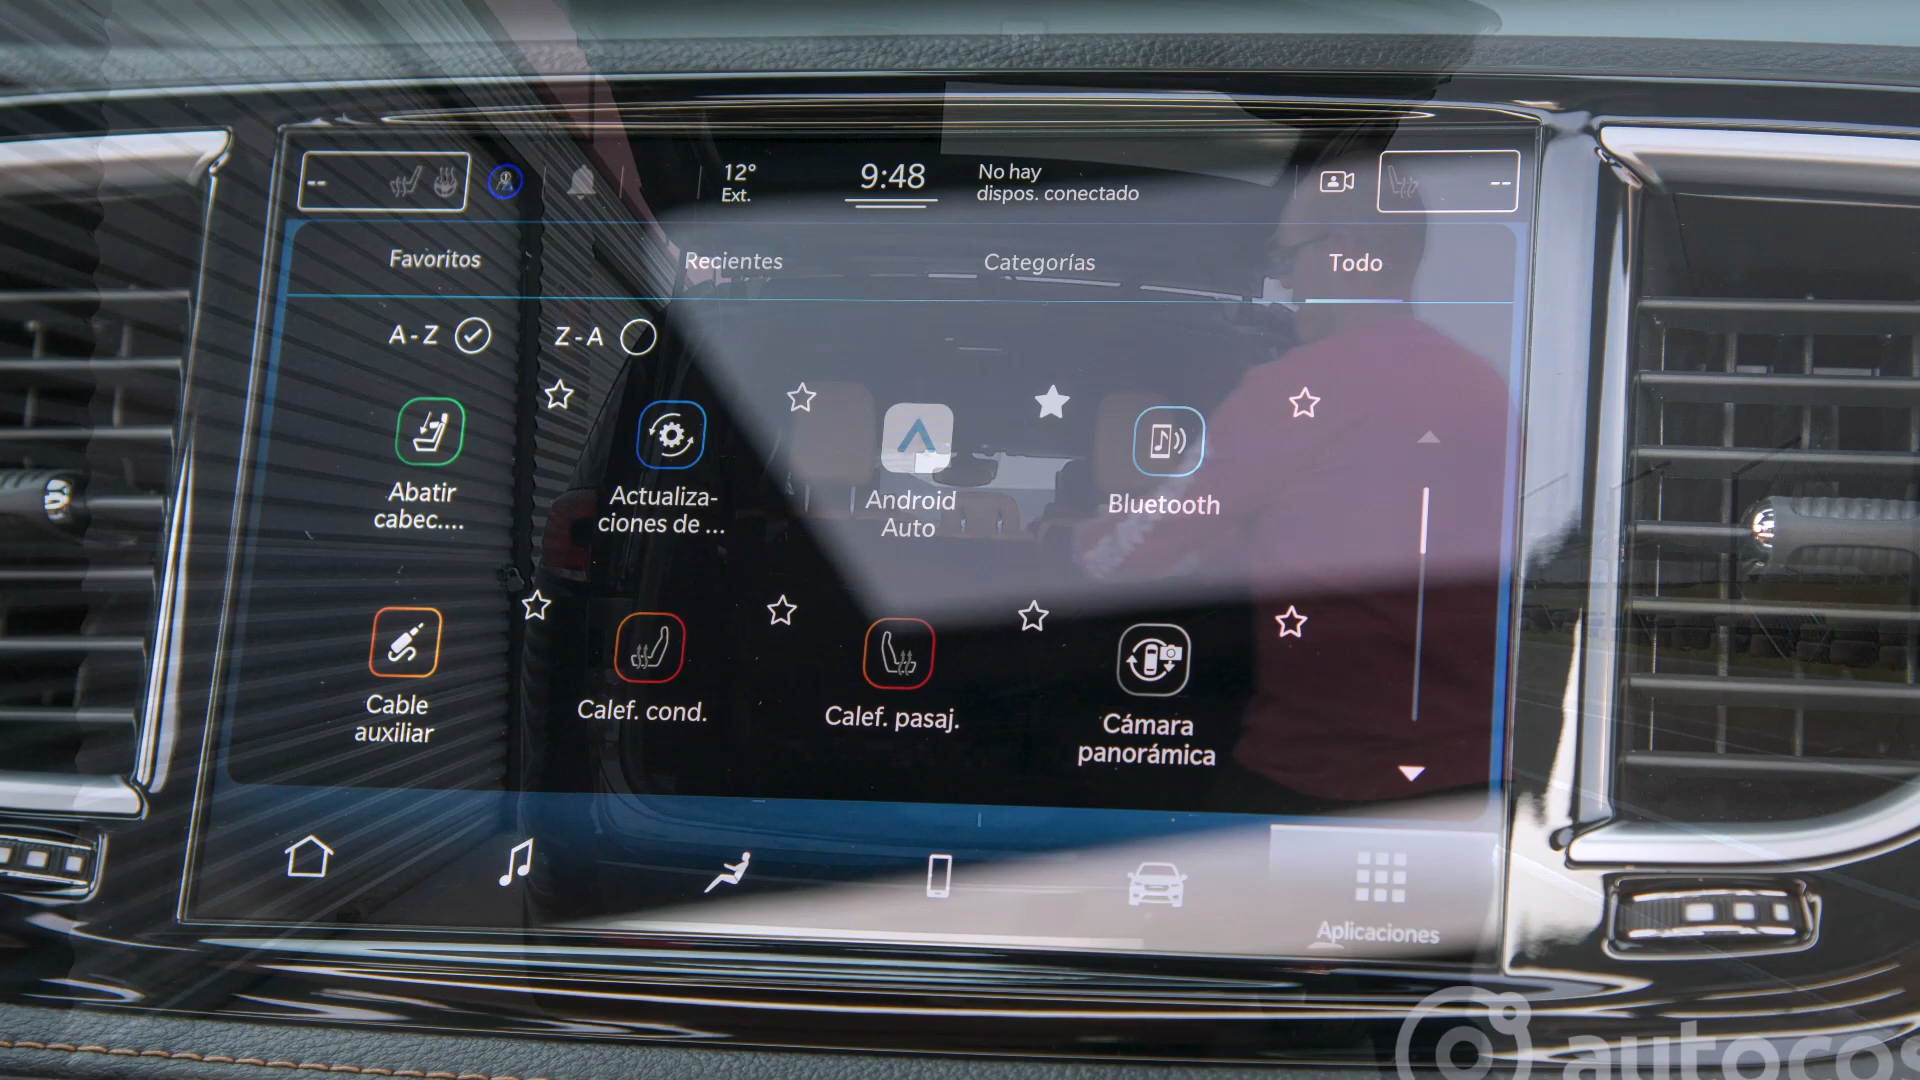 --
12°
Ext.
9:48
No hay
dispos. conectado
--
Favoritos
Recientes
Categorías
Todo
A - Z
Z - A
Abatir
cabec....
Actualiza-
ciones de ...
Android
Auto
Bluetooth
Cable
auxiliar
Calef. cond.
Calef. pasaj.
Cámara
panorámica
Aplicaciones
autocos